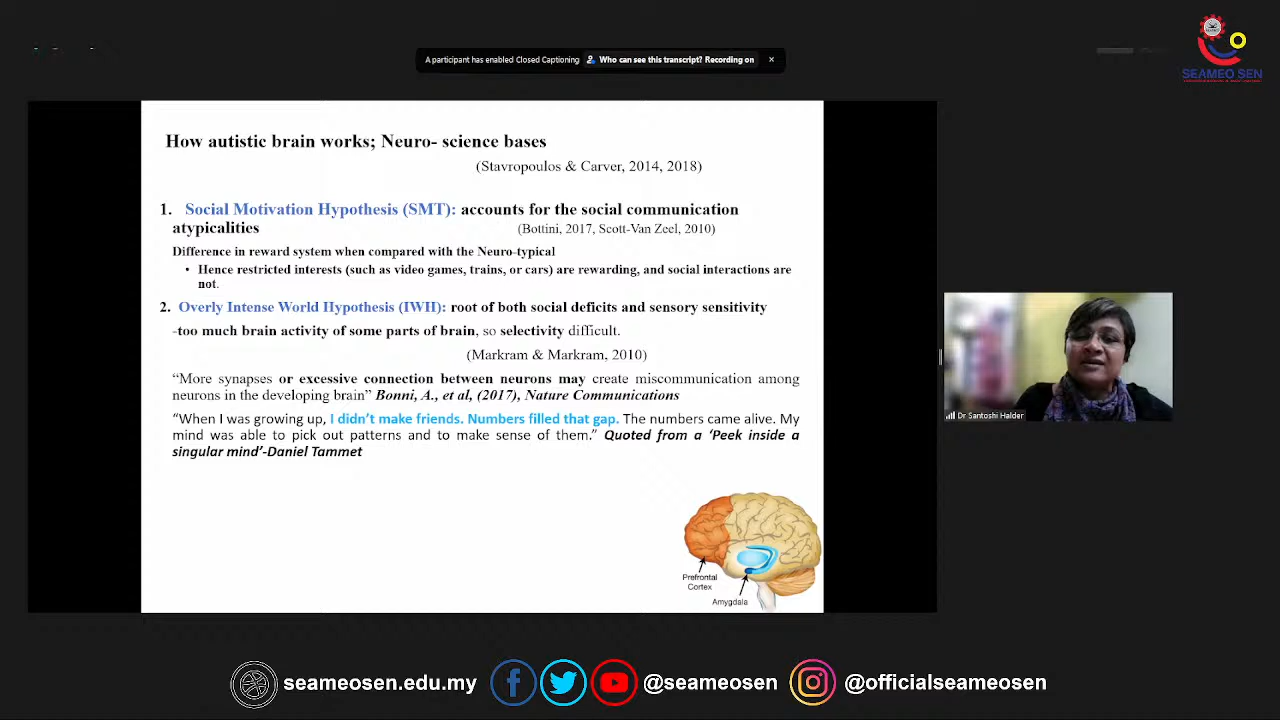 A participant has enabled Closed Captioning
Who can see this transcript? Recording on
SEAMEO SEN
How autistic brain works; Neuro- science bases
(Stavropoulos & Carver, 2014, 2018)
1. Social Motivation Hypothesis (SMT): accounts for the social communication
atypicalities (Bottini, 2017, Scott-Van Zeel, 2010)
Difference in reward system when compared with the Neuro-typical
• Hence restricted interests (such as video games, trains, or cars) are rewarding, and social interactions are
not.
2. Overly Intense World Hypothesis (IWH): root of both social deficits and sensory sensitivity
-too much brain activity of some parts of brain, so selectivity difficult.
(Markram & Markram, 2010)
“More synapses or excessive connection between neurons may create miscommunication among
neurons in the developing brain” Bonni, A., et al, (2017), Nature Communications
“When I was growing up, I didn’t make friends. Numbers filled that gap. The numbers came alive. My
mind was able to pick out patterns and to make sense of them.” Quoted from a ‘Peek inside a
singular mind’-Daniel Tammet
Prefrontal
Cortex
Amygdala
Dr Santoshi Halder
seameosen.edu.my
@seameosen
@officialseameosen